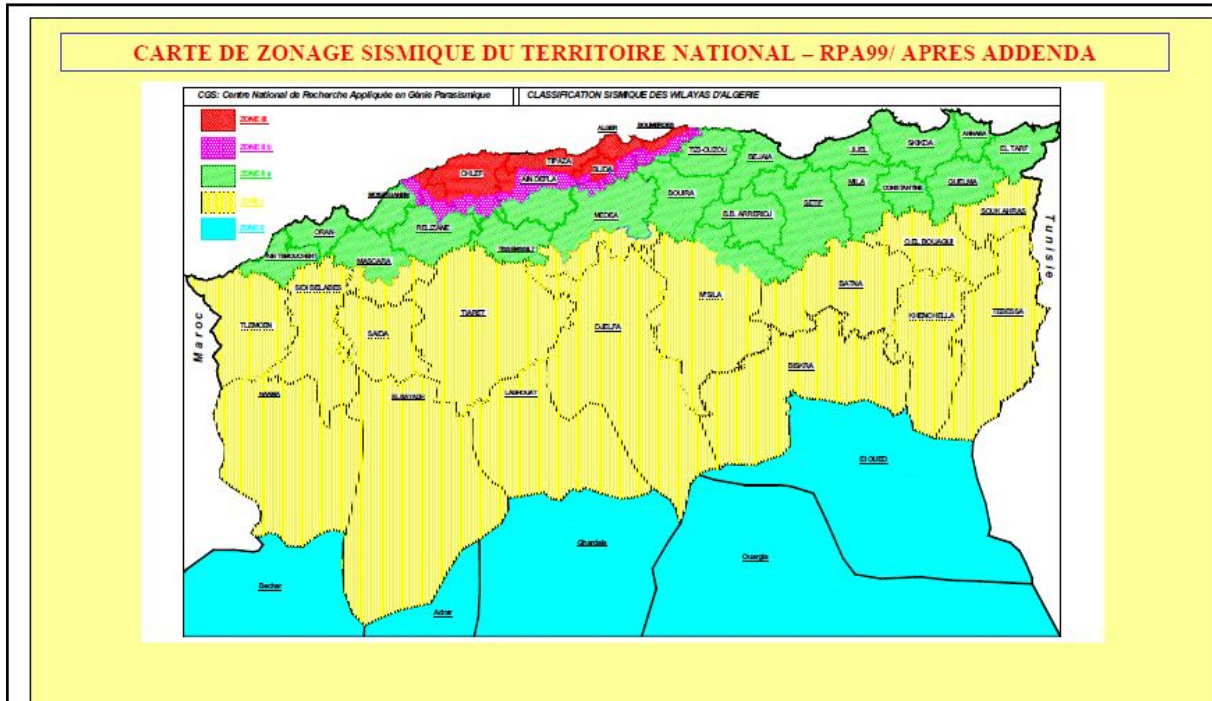 CARTE DE ZONAGE SISMIQUE DU TERRITOIRE NATIONAL – RPA99/ APRES ADDENDA
CGS: Centre National de Recherche Appliquée en Génie Parasismique
CLASSIFICATION SISMIQUE DES WILAYAS D'ALGERIE
ZONE III
ZONE II b
ZONE II a
ZONE I
ZONE 0
ALGER
BOUMERDES
TIPAZA
BLIDA
CHLEF
AIN DEFLA
TIZI-OUZOU
BEJAIA
JIJEL
SKIKDA
ANNABA
EL TARF
MOSTAGANEM
BOUIRA
MILA
CONSTANTINE
GUELMA
SETIF
B.B. ARRERIDJ
MEDEA
SOUK AHRAS
RELIZANE
ORAN
TISSEMSILT
O.EL BOUAGUI
AIN TEMOUCHENT
MASCARA
SIDI BELABES
BATNA
M'SILA
KHENCHELLA
TEBESSA
TIARET
TLEMCEN
SAIDA
DJELFA
BISKRA
NAAMA
EL BAYADH
LAGHOUAT
El OUED
Ghardaia
Ouargla
Bechar
Adrar
Maroc
Tunisie